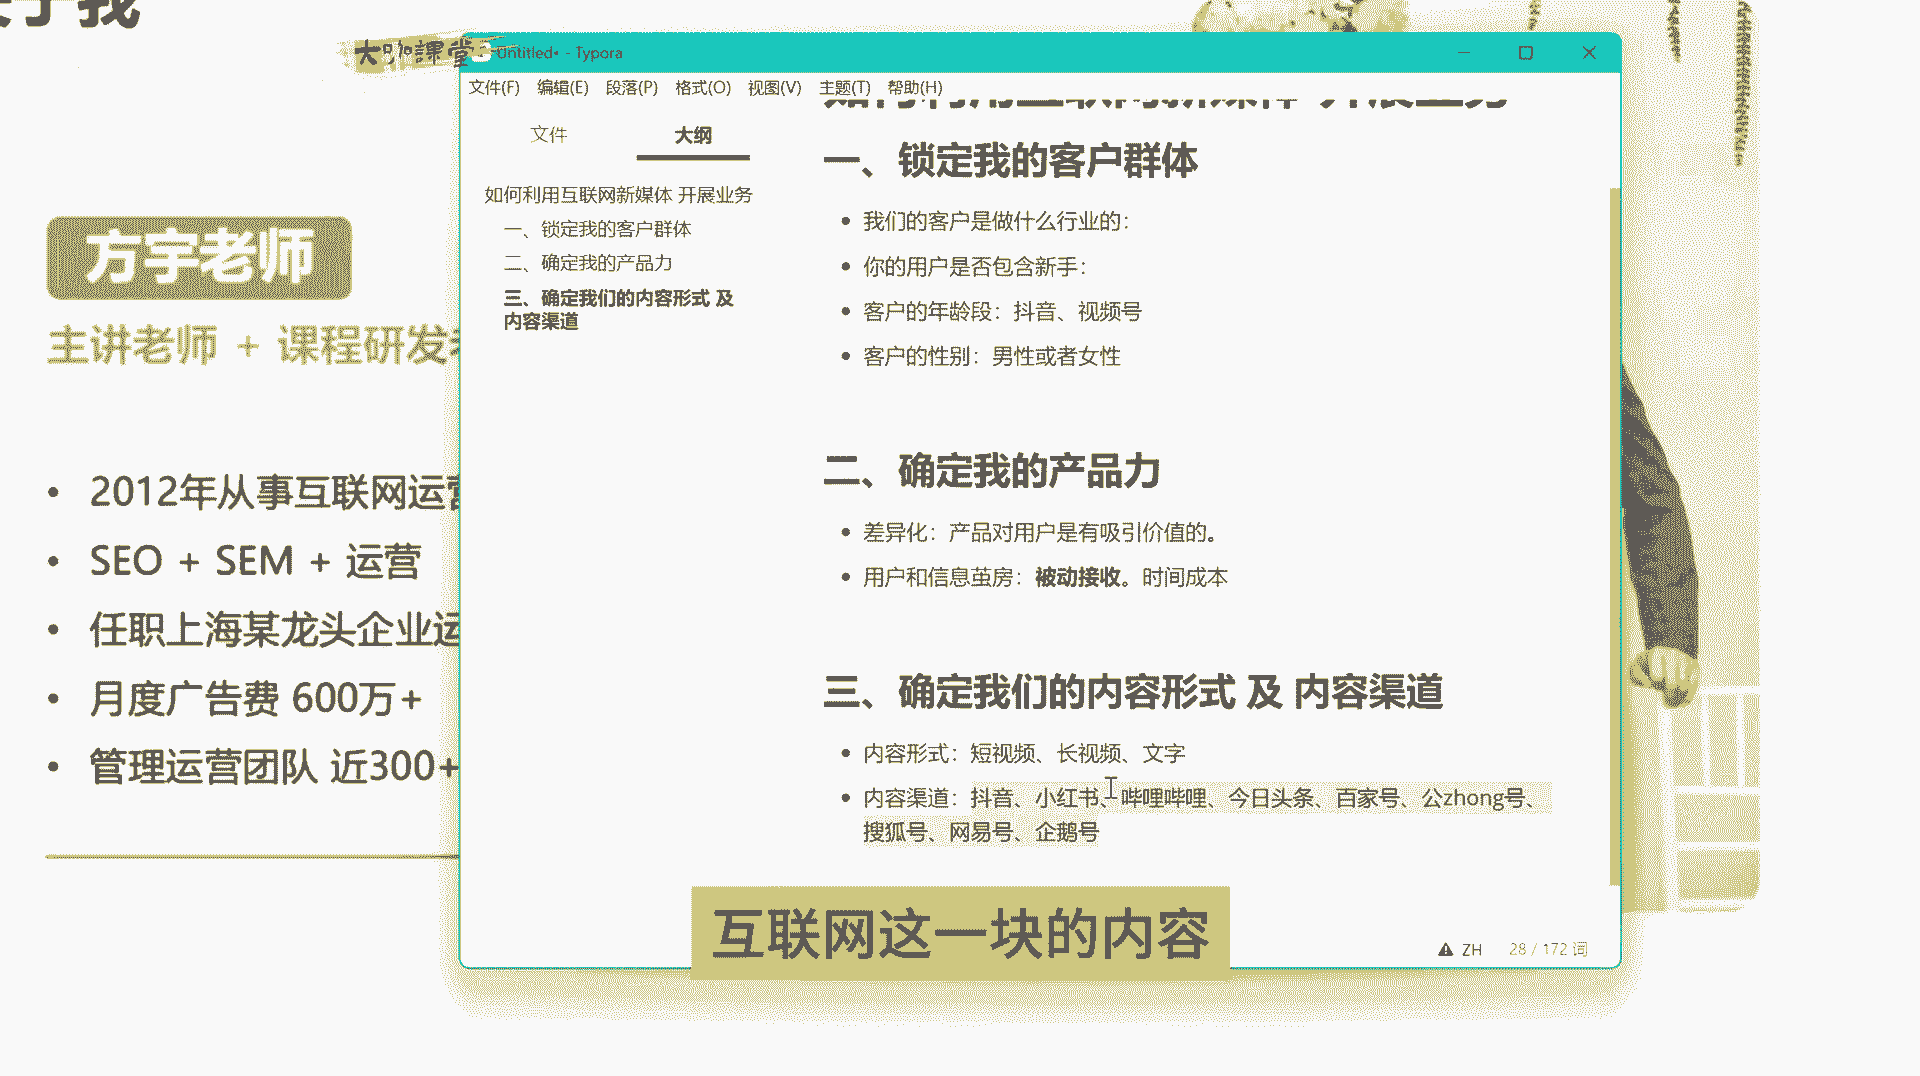 大咖課堂
Untitled• - Typora
文件(F) 编辑(E) 段落(P) 格式(O) 视图(V) 主题(T) 帮助(H)
文件 大纲
如何利用互联网新媒体 开展业务
一、锁定我的客户群体
二、确定我的产品力
三、确定我们的内容形式 及
内容渠道
如何利用互联网新媒体 开展业务
一、锁定我的客户群体
我们的客户是做什么行业的:
你的用户是否包含新手:
客户的年龄段: 抖音、视频号
客户的性别: 男性或者女性
二、确定我的产品力
差异化: 产品对用户是有吸引价值的。
用户和信息茧房: 被动接收。时间成本
三、确定我们的内容形式 及 内容渠道
内容形式: 短视频、长视频、文字
内容渠道: 抖音、小红书、哔哩哔哩、今日头条、百家号、公zhong号、
搜狐号、网易号、企鹅号
ZH 28 / 172 词
方宇老师
主讲老师 + 课程研发
• 2012年从事互联网运营
• SEO + SEM + 运营
• 任职上海某龙头企业运
• 月度广告费 600万+
• 管理运营团队 近300+
互联网这一块的内容